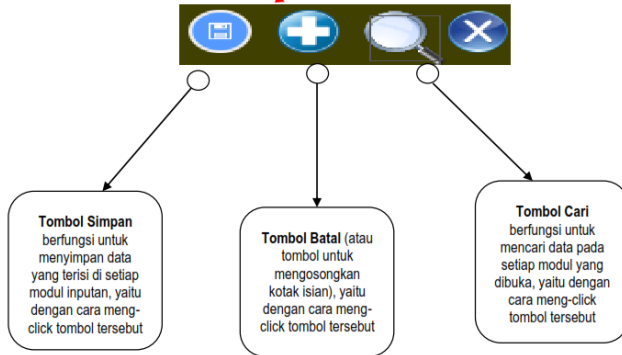 Tombol Simpan
berfungsi untuk
menyimpan data
yang terisi di setiap
modul inputan, yaitu
dengan cara meng-
click tombol tersebut
Tombol Batal (atau
tombol untuk
mengosongkan
kotak isian), yaitu
dengan cara meng-
click tombol tersebut
Tombol Cari
berfungsi untuk
mencari data pada
setiap modul yang
dibuka, yaitu dengan
cara meng-click
tombol tersebut